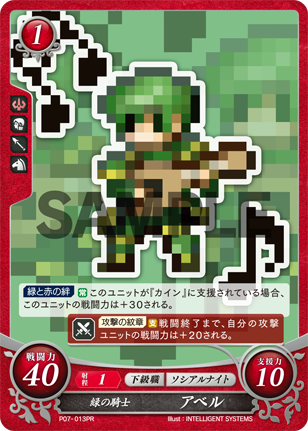 1
SAMPLE
緑と赤の絆 常 このユニットが『カイン』に支援されている場合、
このユニットの戦闘力は+30される。
攻撃の紋章 支 戦闘終了まで、自分の攻撃
ユニットの戦闘力は+20される。
戦闘力
40
射程 1 下級職 ソシアルナイト
支援力
10
緑の騎士 アベル
P07-013PR Illust：INTELLIGENT SYSTEMS